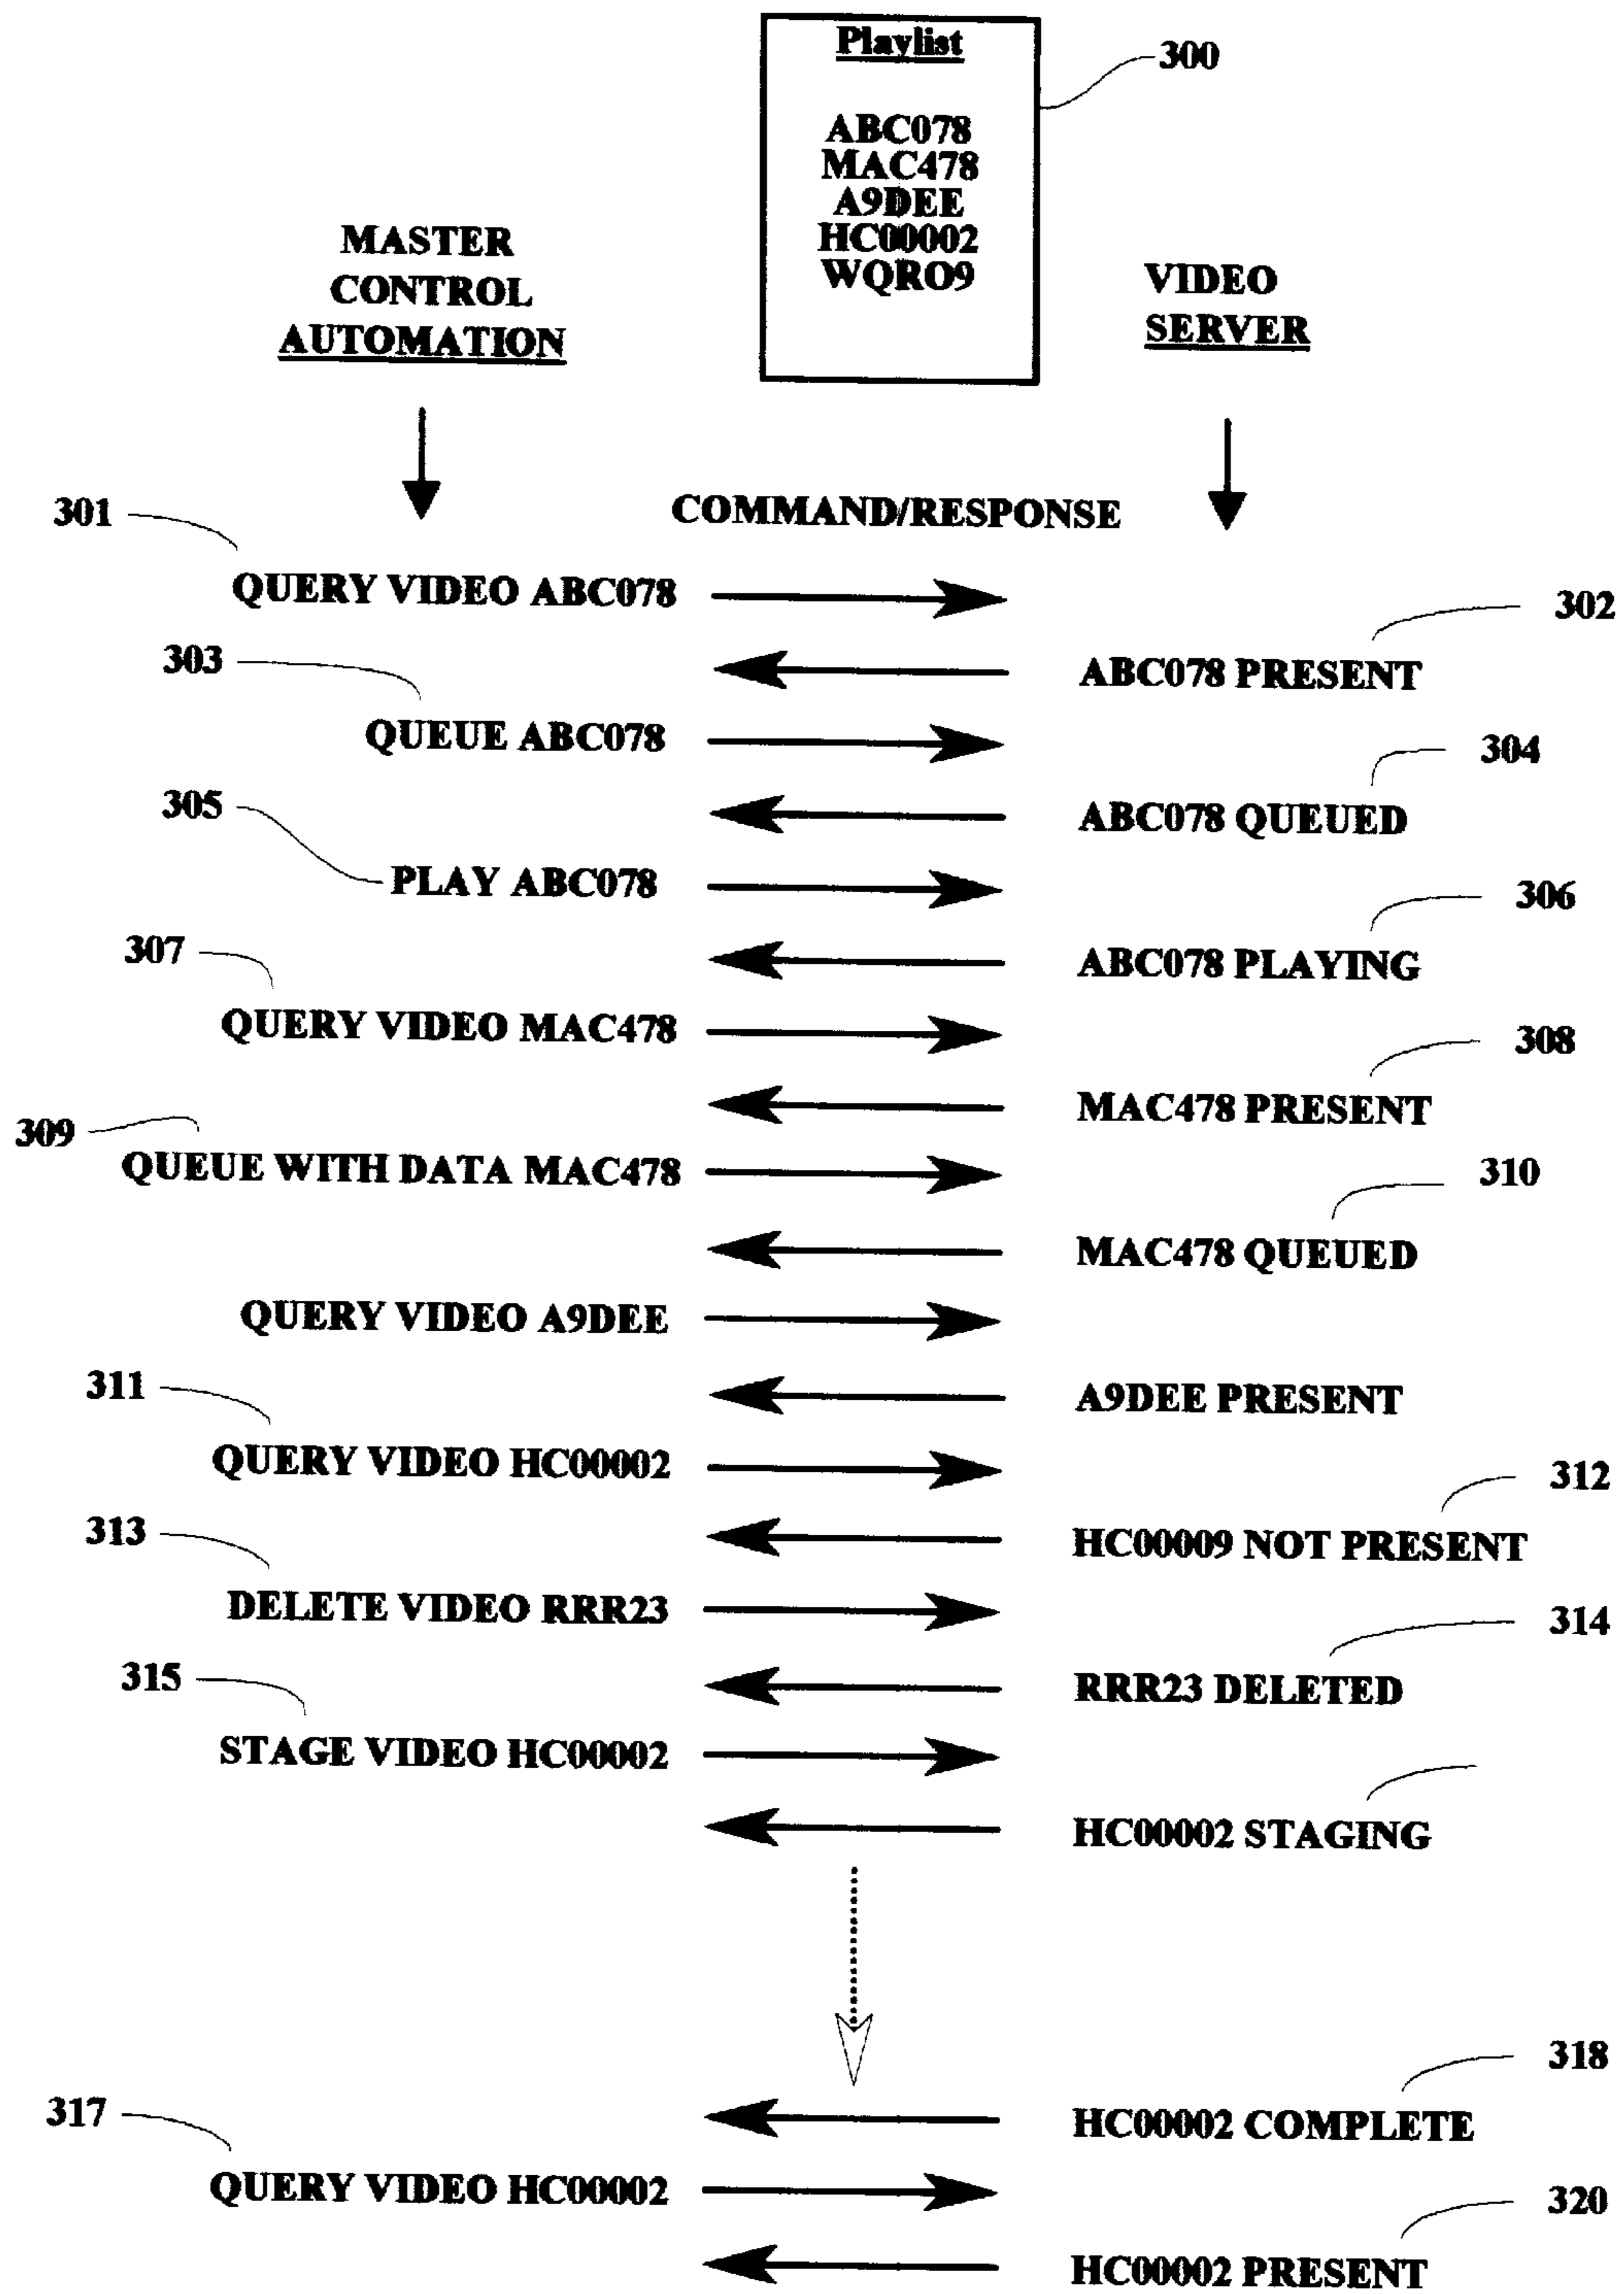 Playlist
300
ABC078
MAC478
A9DEE
HC00002
WQRO9
MASTER
CONTROL
AUTOMATION
VIDEO
SERVER
COMMAND/RESPONSE
301
QUERY VIDEO ABC078
302
ABC078 PRESENT
303
QUEUE ABC078
304
ABC078 QUEUED
305
PLAY ABC078
306
ABC078 PLAYING
307
QUERY VIDEO MAC478
308
MAC478 PRESENT
309
QUEUE WITH DATA MAC478
310
MAC478 QUEUED
QUERY VIDEO A9DEE
A9DEE PRESENT
311
QUERY VIDEO HC00002
312
HC00009 NOT PRESENT
313
DELETE VIDEO RRR23
314
RRR23 DELETED
315
STAGE VIDEO HC00002
HC00002 STAGING
318
HC00002 COMPLETE
317
QUERY VIDEO HC00002
320
HC00002 PRESENT